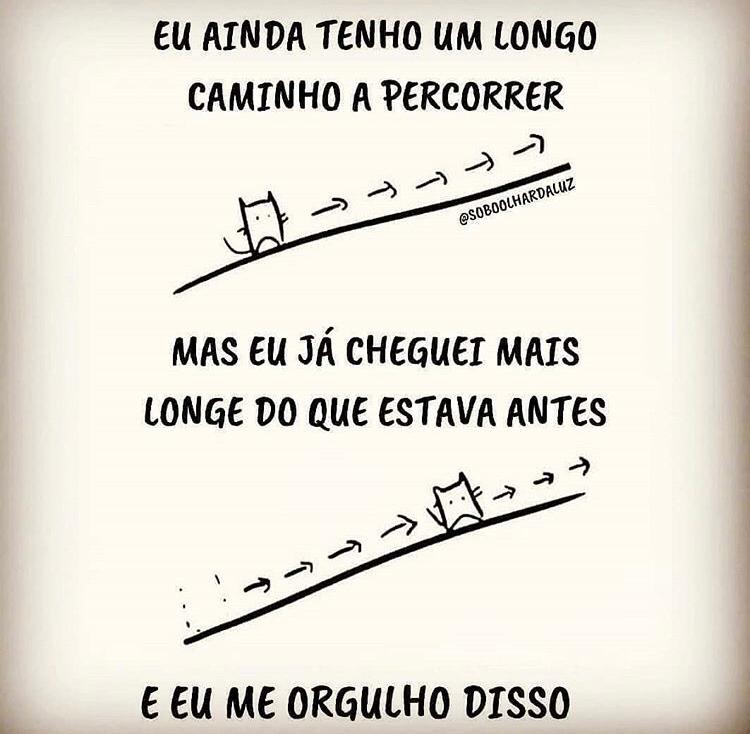 EU AINDA TENHO UM LONGO
CAMINHO A PERCORRER
@SOBOOLHARDALUZ
MAS EU JÁ CHEGUEI MAIS
LONGE DO QUE ESTAVA ANTES
E EU ME ORGULHO DISSO